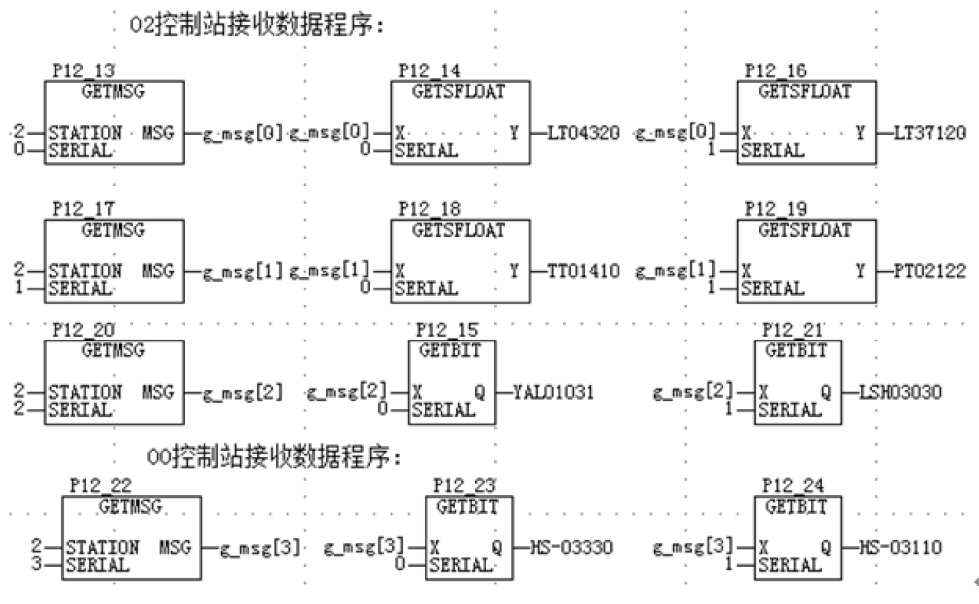 02控制站接收数据程序：
P12_13 P12_14 P12_16
GETMSG GETSFLOAT GETSFLOAT
2 STATION MSG g_msg[0] g_msg[0] X Y LT04320 g_msg[0] X Y LT37120
0 SERIAL 0 SERIAL 1 SERIAL
P12_17 P12_18 P12_19
GETMSG GETSFLOAT GETSFLOAT
2 STATION MSG g_msg[1] g_msg[1] X Y TT01410 g_msg[1] X Y PT02122
1 SERIAL 0 SERIAL 1 SERIAL
P12_20 P12_15 P12_21
GETMSG GETBIT GETBIT
2 STATION MSG g_msg[2] g_msg[2] X Q YAL01031 g_msg[2] X Q LSH03030
2 SERIAL 0 SERIAL 1 SERIAL
00控制站接收数据程序：
P12_22 P12_23 P12_24
GETMSG GETBIT GETBIT
2 STATION MSG g_msg[3] g_msg[3] X Q HS-03330 g_msg[3] X Q HS-03110
3 SERIAL 0 SERIAL 1 SERIAL